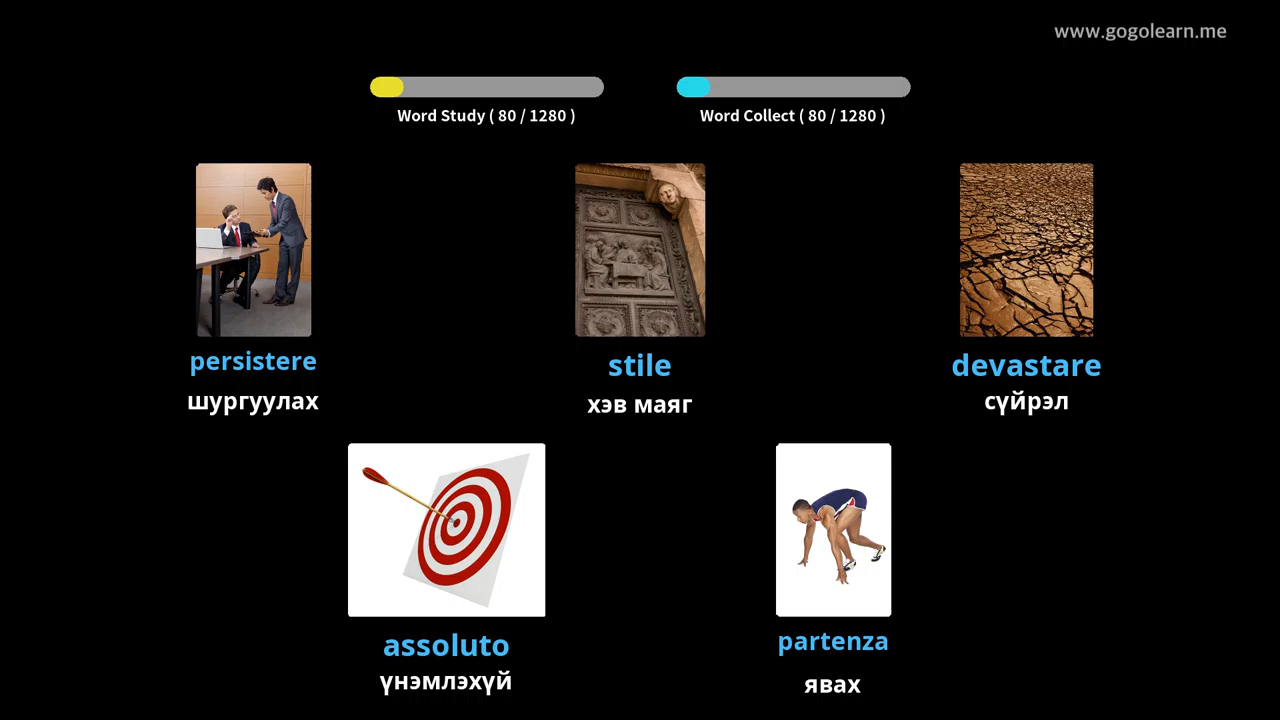 www.gogolearn.me
Word Study ( 80 / 1280 )
Word Collect ( 80 / 1280 )
persistere
шургуулах
stile
хэв маяг
devastare
сүйрэл
assoluto
үнэмлэхүй
partenza
явах